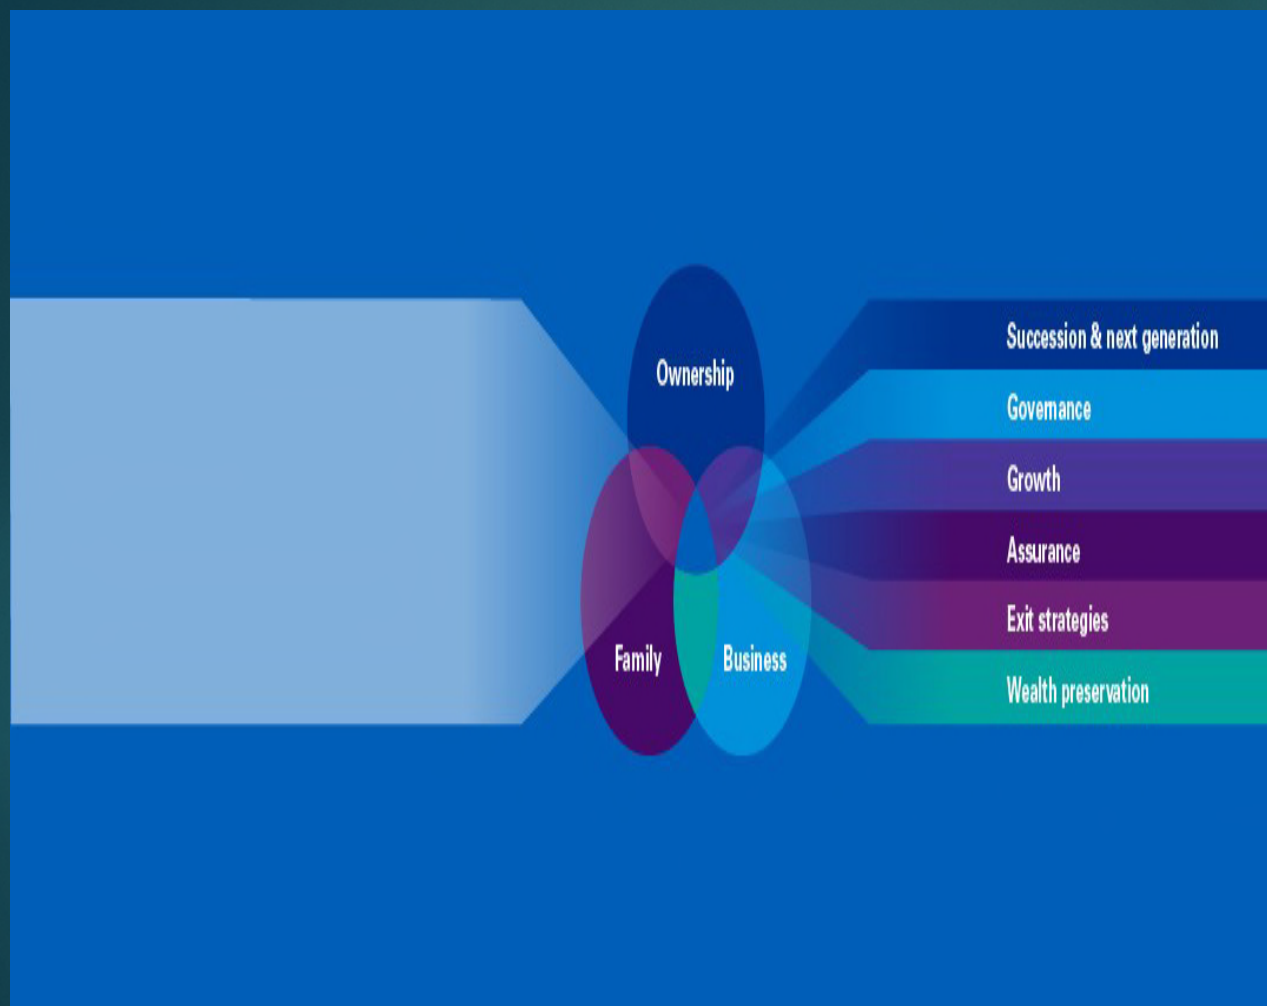 Ownership
Family
Business
Succession & next generation
Governance
Growth
Assurance
Exit strategies
Wealth preservation